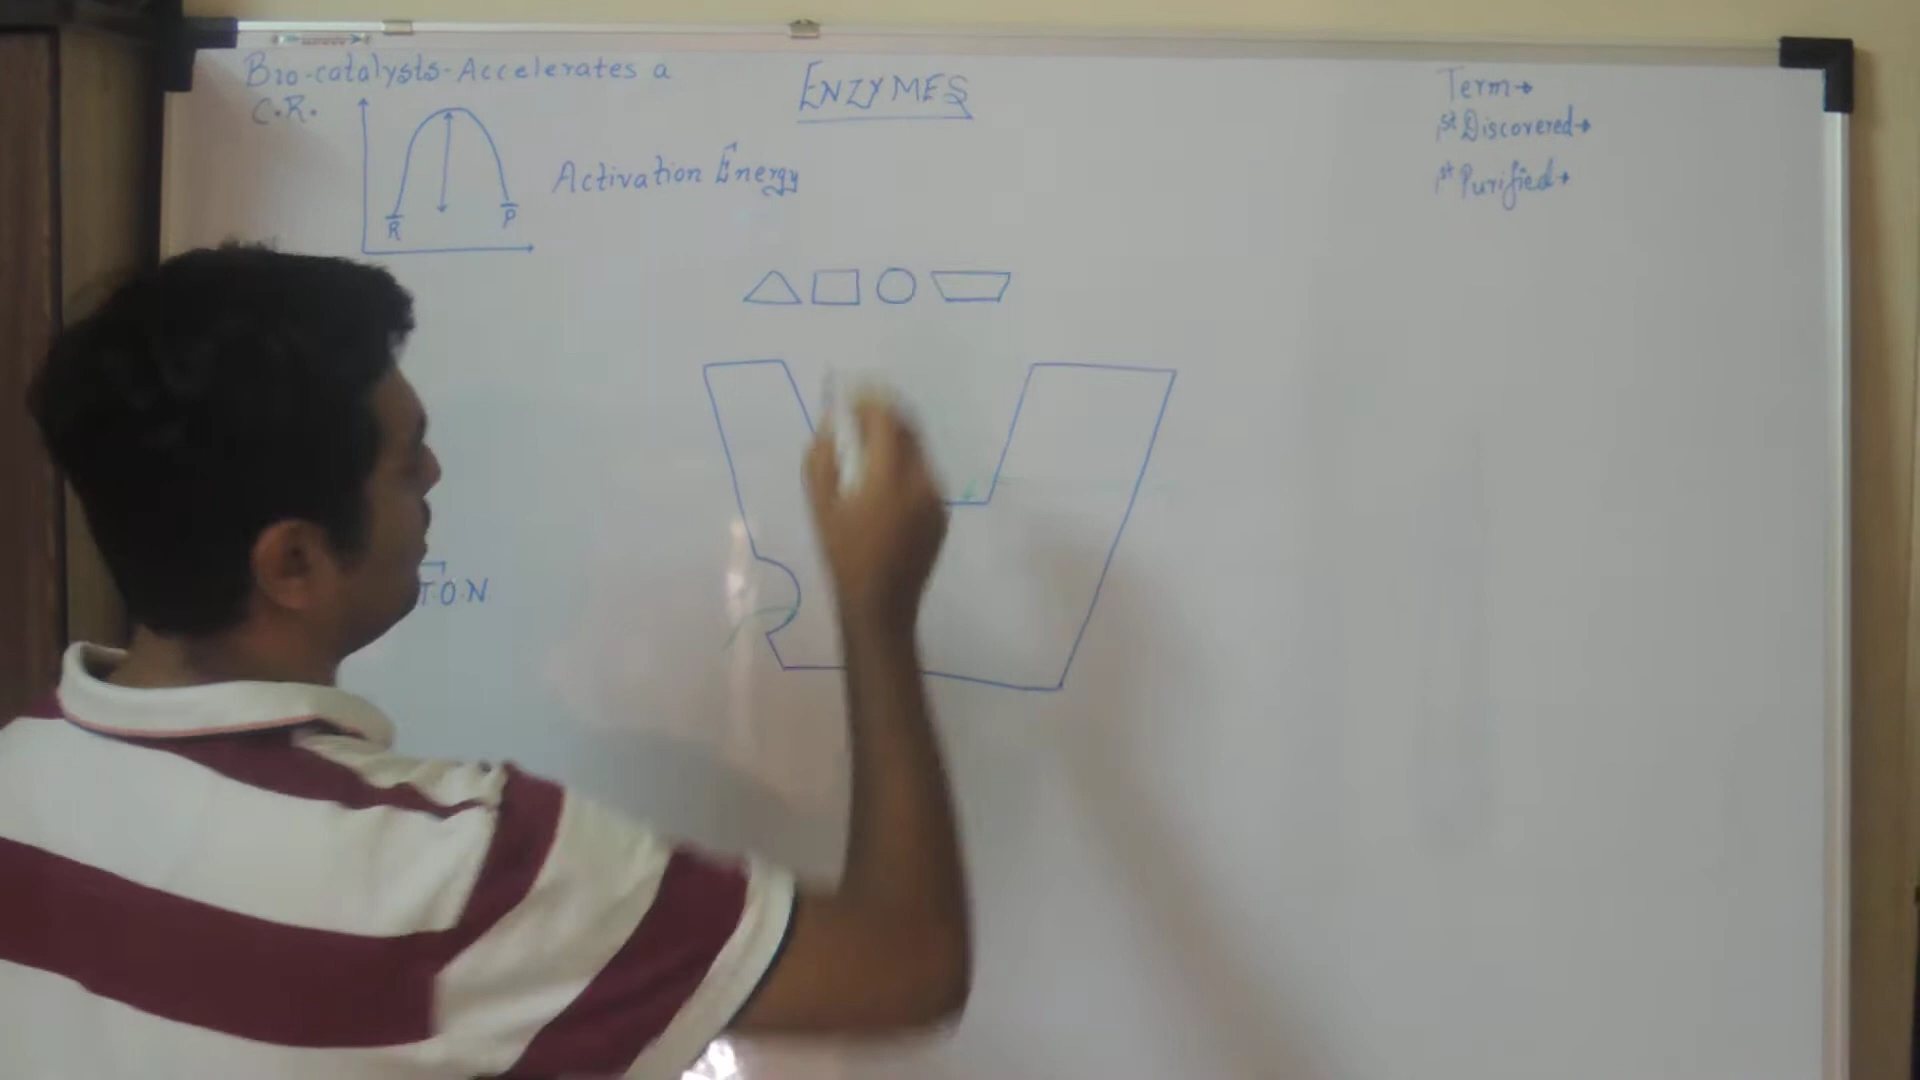 Bio-catalysts-Accelerates a
C.R.
ENZYMES
Activation Energy
R
P
Term→
1st Discovered→
1st Purified→
T.O.N